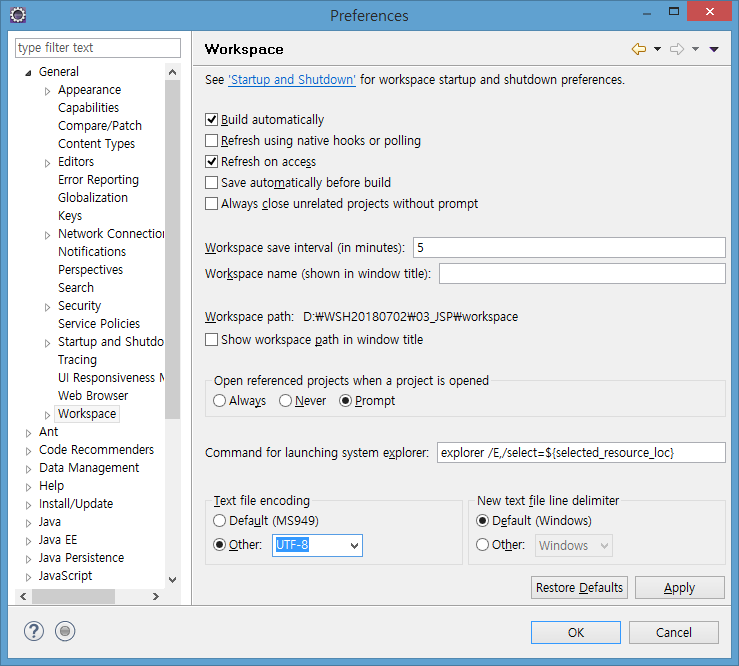 Preferences
type filter text
General
Appearance
Capabilities
Compare/Patch
Content Types
Editors
Error Reporting
Globalization
Keys
Network Connection
Notifications
Perspectives
Search
Security
Service Policies
Startup and Shutdo
Tracing
UI Responsiveness M
Web Browser
Workspace
Ant
Code Recommenders
Data Management
Help
Install/Update
Java
Java EE
Java Persistence
JavaScript
Workspace
See 'Startup and Shutdown' for workspace startup and shutdown preferences.
Build automatically
Refresh using native hooks or polling
Refresh on access
Save automatically before build
Always close unrelated projects without prompt
Workspace save interval (in minutes): 5
Workspace name (shown in window title):
Workspace path: D:₩WSH20180702₩03_JSP₩workspace
Show workspace path in window title
Open referenced projects when a project is opened
Always Never Prompt
Command for launching system explorer: explorer /E,/select=${selected_resource_loc}
Text file encoding
Default (MS949)
Other: UTF-8
New text file line delimiter
Default (Windows)
Other: Windows
Restore Defaults Apply
OK Cancel